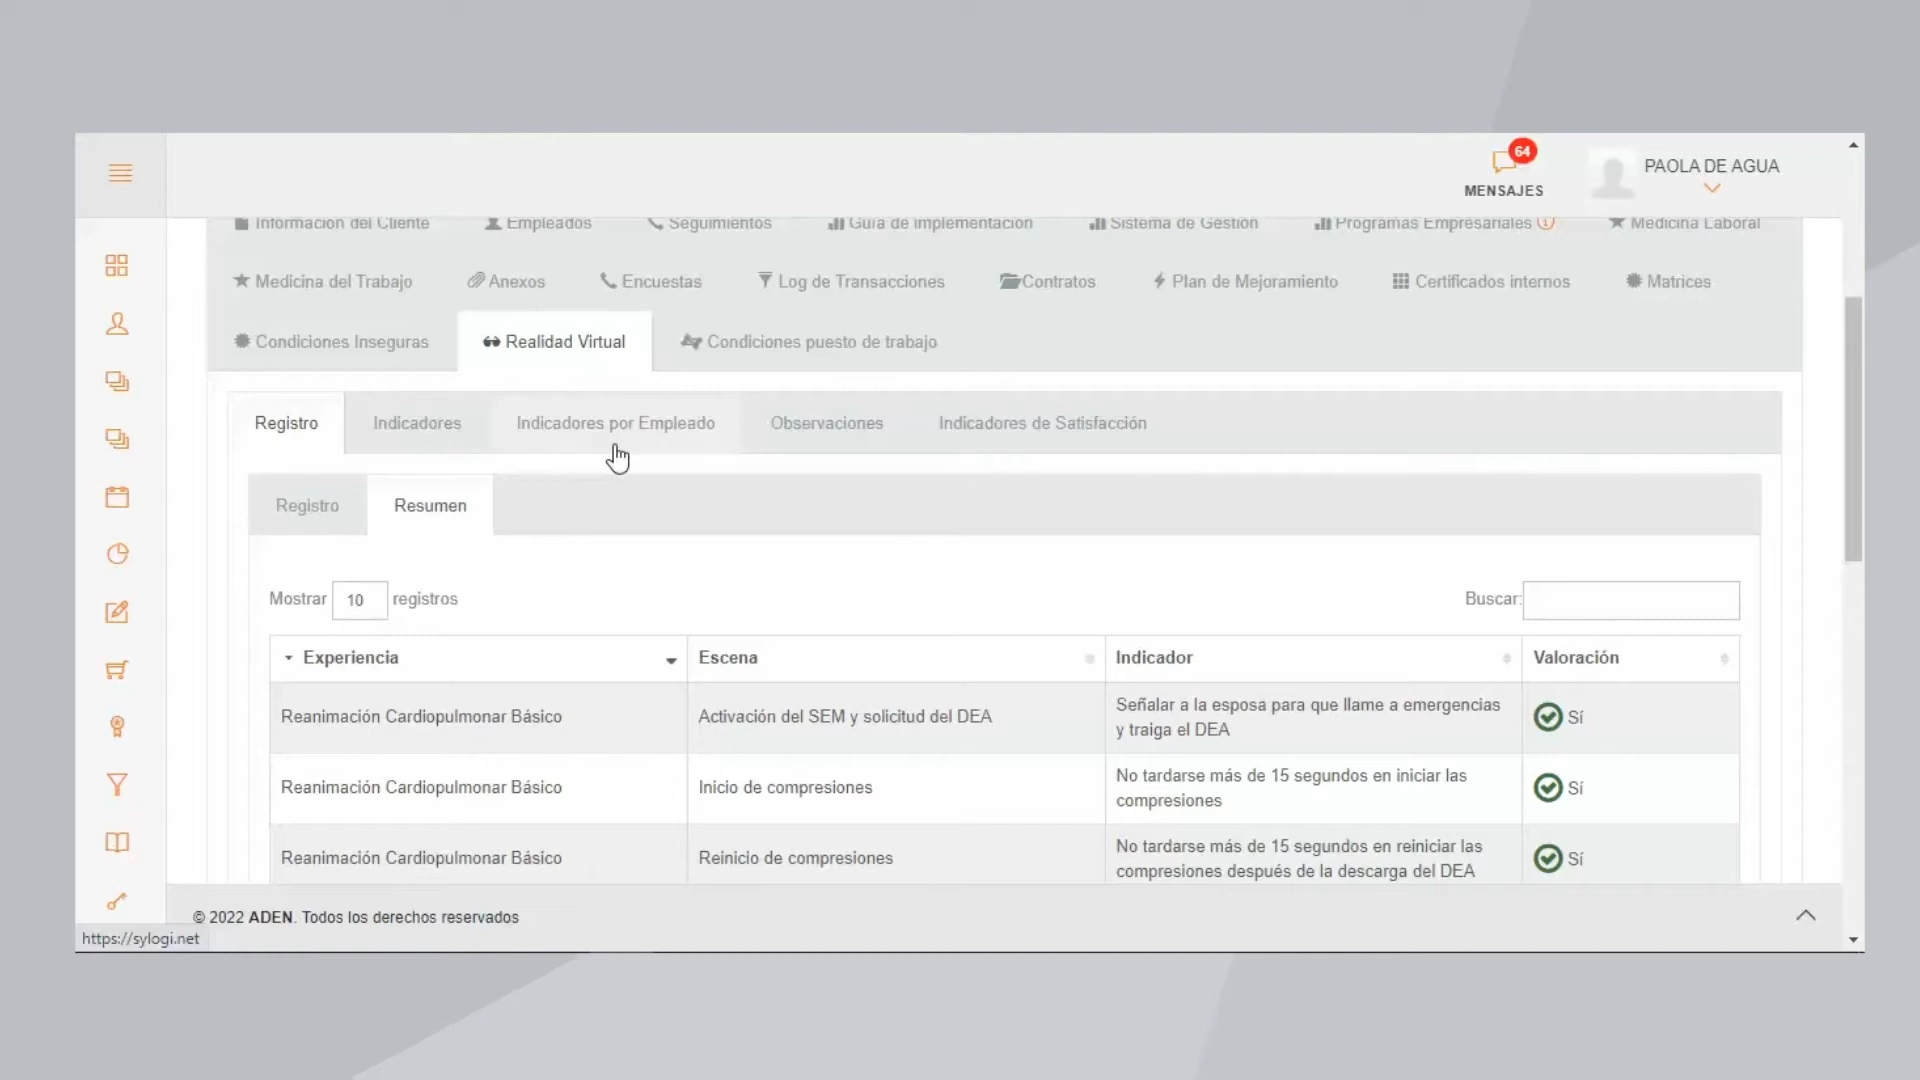 64
MENSAJES
PAOLA DE AGUA
Información del Cliente
Empleados
Seguimientos
Guía de implementación
Sistema de Gestión
Programas Empresariales
Medicina Laboral
Medicina del Trabajo
Anexos
Encuestas
Log de Transacciones
Contratos
Plan de Mejoramiento
Certificados internos
Matrices
Condiciones Inseguras
Realidad Virtual
Condiciones puesto de trabajo
Registro
Indicadores
Indicadores por Empleado
Observaciones
Indicadores de Satisfacción
Registro
Resumen
Mostrar 10 registros
Buscar:
Experiencia
Escena
Indicador
Valoración
Reanimación Cardiopulmonar Básico
Activación del SEM y solicitud del DEA
Señalar a la esposa para que llame a emergencias
y traiga el DEA
Sí
Reanimación Cardiopulmonar Básico
Inicio de compresiones
No tardarse más de 15 segundos en iniciar las
compresiones
Sí
Reanimación Cardiopulmonar Básico
Reinicio de compresiones
No tardarse más de 15 segundos en reiniciar las
compresiones después de la descarga del DEA
Sí
© 2022 ADEN. Todos los derechos reservados
https://sylogi.net